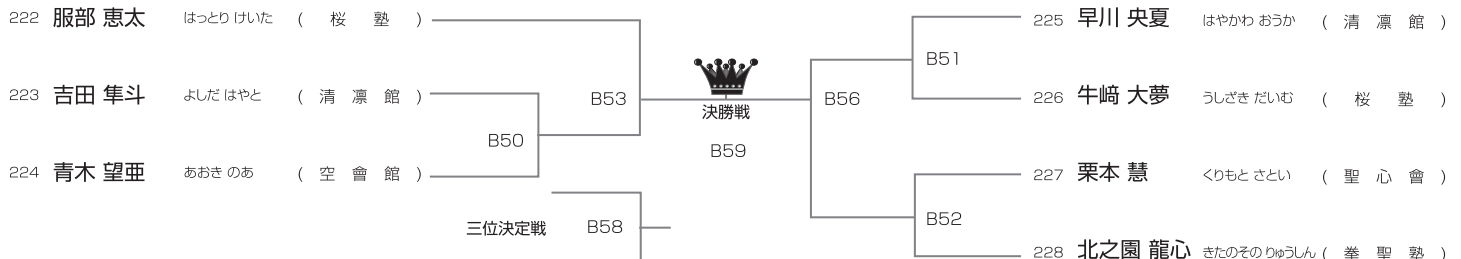 222 服部 恵太 はっとり けいた ( 桜 塾 )
223 吉田 隼斗 よしだ はやと ( 清 凛 館 )
224 青木 望亜 あおき のあ ( 空 會 館 )
B50
B53
決勝戦
B59
三位決定戦 B58
225 早川 央夏 はやかわ おうか ( 清 凛 館 )
226 牛﨑 大夢 うしざき だいむ ( 桜 塾 )
227 栗本 慧 くりもと さとい ( 聖 心 會 )
228 北之園 龍心 きたのその りゅうしん ( 拳 聖 塾 )
B51
B56
B52